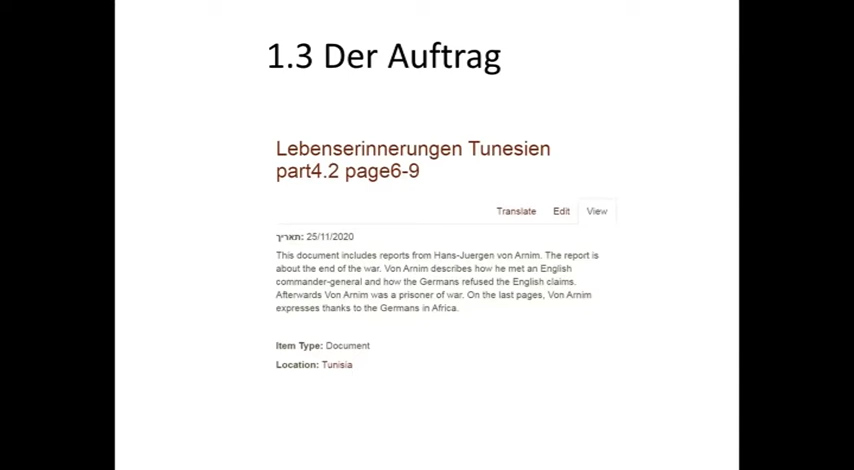 1.3 Der Auftrag
Lebenserinnerungen Tunesien
part4.2 page6-9
Translate Edit View
תאריך: 25/11/2020
This document includes reports from Hans-Juergen von Arnim. The report is
about the end of the war. Von Arnim describes how he met an English
commander-general and how the Germans refused the English claims.
Afterwards Von Arnim was a prisoner of war. On the last pages, Von Arnim
expresses thanks to the Germans in Africa.
Item Type: Document
Location: Tunisia